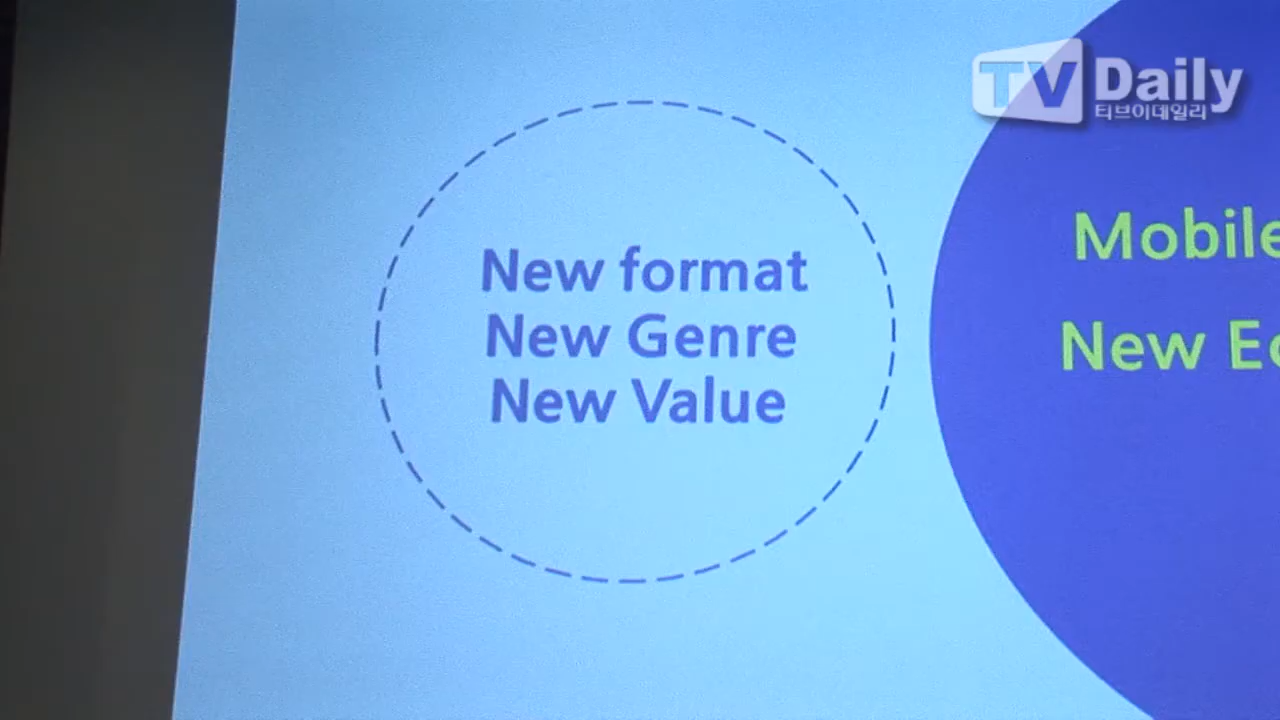 TV Daily
티브이데일리
New format
New Genre
New Value
Mobile
New